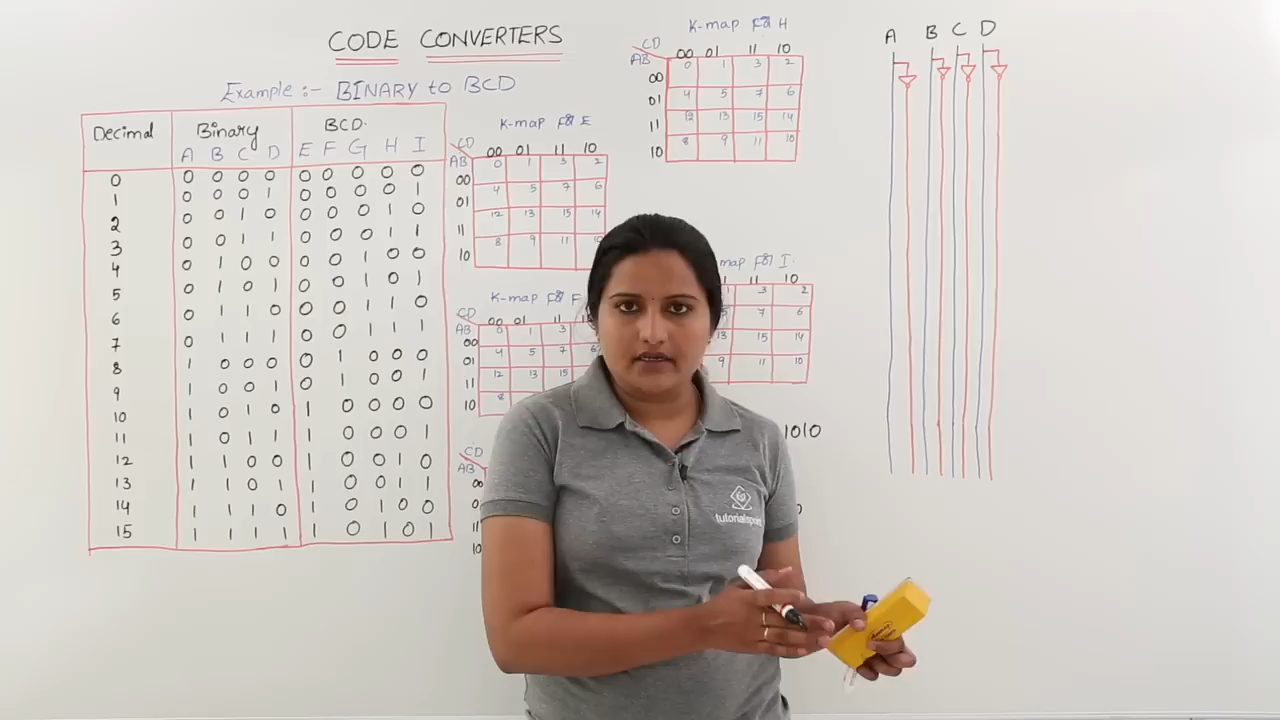 CODE CONVERTERS
Example :- BINARY to BCD
Decimal Binary BCD.
A B C D E F G H I
0 0 0 0 0 0 0 0 0 0
1 0 0 0 1 0 0 0 0 1
2 0 0 1 0 0 0 0 1 0
3 0 0 1 1 0 0 0 1 1
4 0 1 0 0 0 0 1 0 0
5 0 1 0 1 0 0 1 0 1
6 0 1 1 0 0 0 1 1 0
7 0 1 1 1 0 0 1 1 1
8 1 0 0 0 0 1 0 0 0
9 1 0 0 1 0 1 0 0 1
10 1 0 1 0 1 0 0 0 0
11 1 0 1 1 1 0 0 0 1
12 1 1 0 0 1 0 0 1 0
13 1 1 0 1 1 0 0 1 1
14 1 1 1 0 1 0 1 0 0
15 1 1 1 1 1 0 1 0 1
K-map for E
CD
AB 00 01 11 10
00 0 1 3 2
01 4 5 7 6
11 12 13 15 14
10 8 9 11 10
K-map for F
CD
AB 00 01 11
00 0 1 3
01 4 5 7 6
11 12 13 15
10 8
CD
AB
K-map for H
CD
AB 00 01 11 10
00 0 1 3 2
01 4 5 7 6
11 12 13 15 14
10 8 9 11 10
map for I.
11 10
1 3 2
5 7 6
13 15 14
9 11 10
1010
A B C D
tutorialspoint